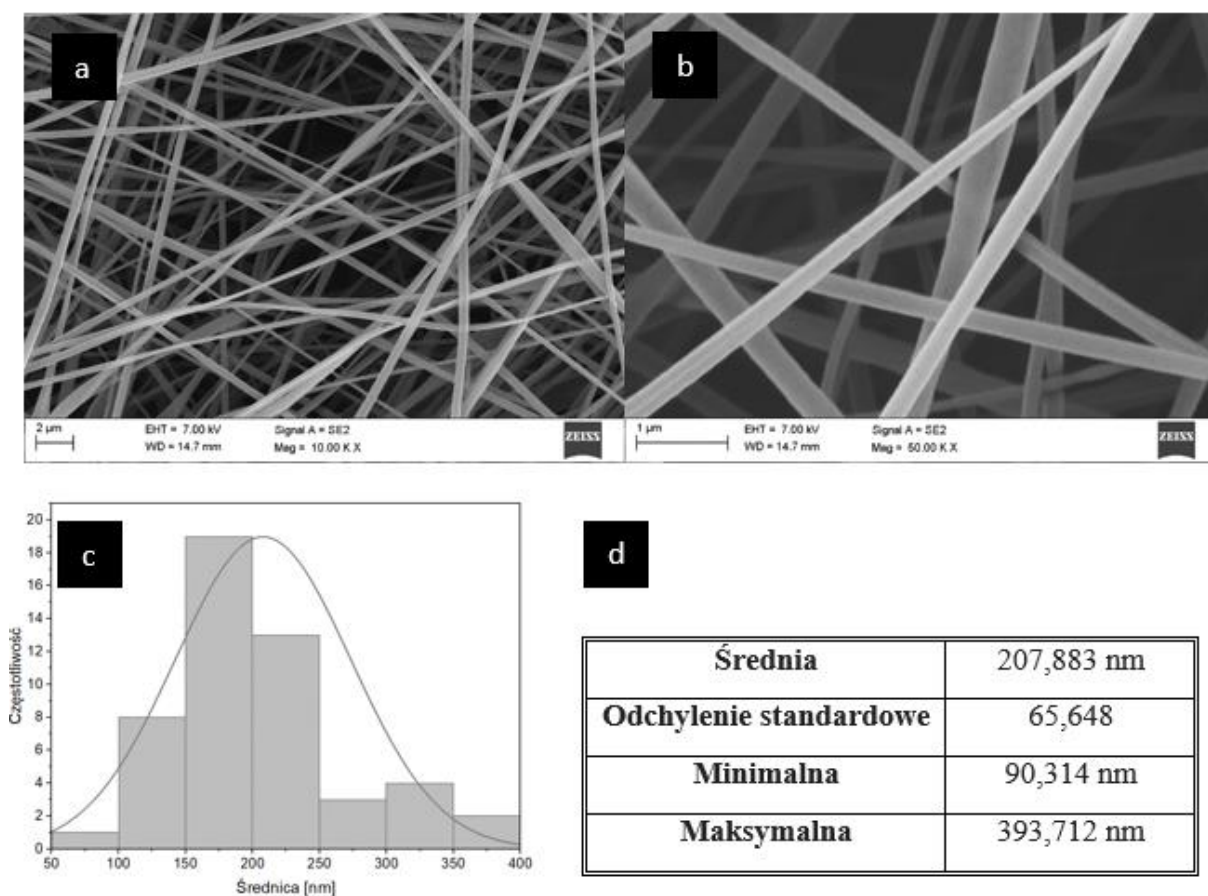 a
b
2 µm
EHT = 7.00 kV
WD = 14.7 mm
Signal A = SE2
Mag = 10.00 K X
ZEISS
1 µm
EHT = 7.00 kV
WD = 14.7 mm
Signal A = SE2
Mag = 50.00 K X
ZEISS
c
Częstotliwość
20
18
16
14
12
10
8
6
4
2
0
50 100 150 200 250 300 350 400
Średnica [nm]
d
Średnia 207,883 nm
Odchylenie standardowe 65,648
Minimalna 90,314 nm
Maksymalna 393,712 nm